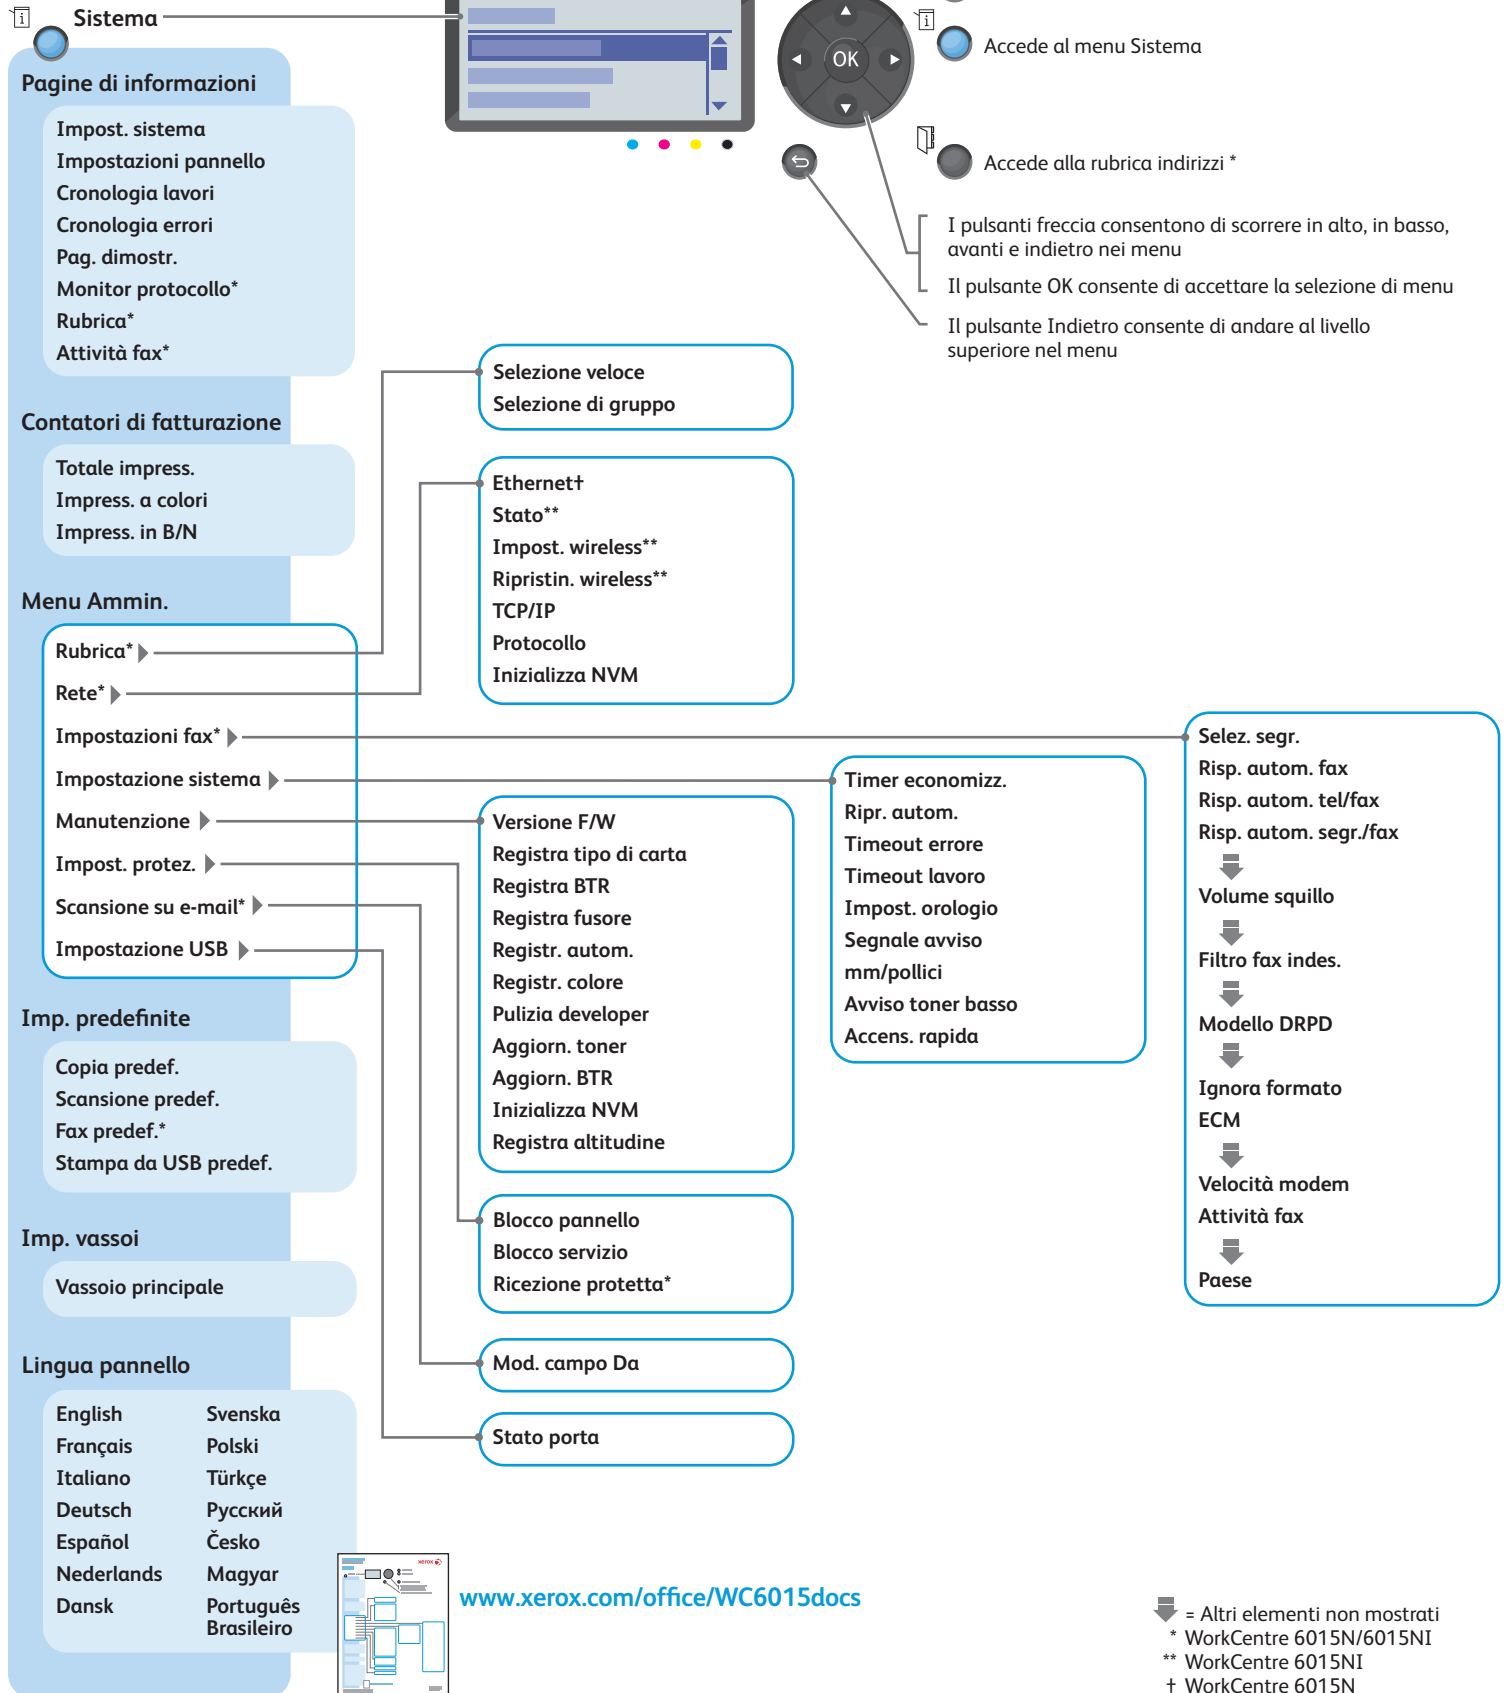 Sistema
OK
Accede al menu Sistema
Accede alla rubrica indirizzi *
I pulsanti freccia consentono di scorrere in alto, in basso,
avanti e indietro nei menu
Il pulsante OK consente di accettare la selezione di menu
Il pulsante Indietro consente di andare al livello
superiore nel menu
Pagine di informazioni
Impost. sistema
Impostazioni pannello
Cronologia lavori
Cronologia errori
Pag. dimostr.
Monitor protocollo*
Rubrica*
Attività fax*
Contatori di fatturazione
Totale impress.
Impress. a colori
Impress. in B/N
Menu Ammin.
Rubrica*
Rete*
Impostazioni fax*
Impostazione sistema
Manutenzione
Impost. protez.
Scansione su e-mail*
Impostazione USB
Imp. predefinite
Copia predef.
Scansione predef.
Fax predef.*
Stampa da USB predef.
Imp. vassoi
Vassoio principale
Lingua pannello
English
Français
Italiano
Deutsch
Español
Nederlands
Dansk
Svenska
Polski
Türkçe
Русский
Česko
Magyar
Português
Brasileiro
Selezione veloce
Selezione di gruppo
Ethernet†
Stato**
Impost. wireless**
Ripristin. wireless**
TCP/IP
Protocollo
Inizializza NVM
Versione F/W
Registra tipo di carta
Registra BTR
Registra fusore
Registr. autom.
Registr. colore
Pulizia developer
Aggiorn. toner
Aggiorn. BTR
Inizializza NVM
Registra altitudine
Blocco pannello
Blocco servizio
Ricezione protetta*
Mod. campo Da
Stato porta
Timer economizz.
Ripr. autom.
Timeout errore
Timeout lavoro
Impost. orologio
Segnale avviso
mm/pollici
Avviso toner basso
Accens. rapida
Selez. segr.
Risp. autom. fax
Risp. autom. tel/fax
Risp. autom. segr./fax
Volume squillo
Filtro fax indes.
Modello DRPD
Ignora formato
ECM
Velocità modem
Attività fax
Paese
xerox
www.xerox.com/office/WC6015docs
= Altri elementi non mostrati
* WorkCentre 6015N/6015NI
** WorkCentre 6015NI
† WorkCentre 6015N